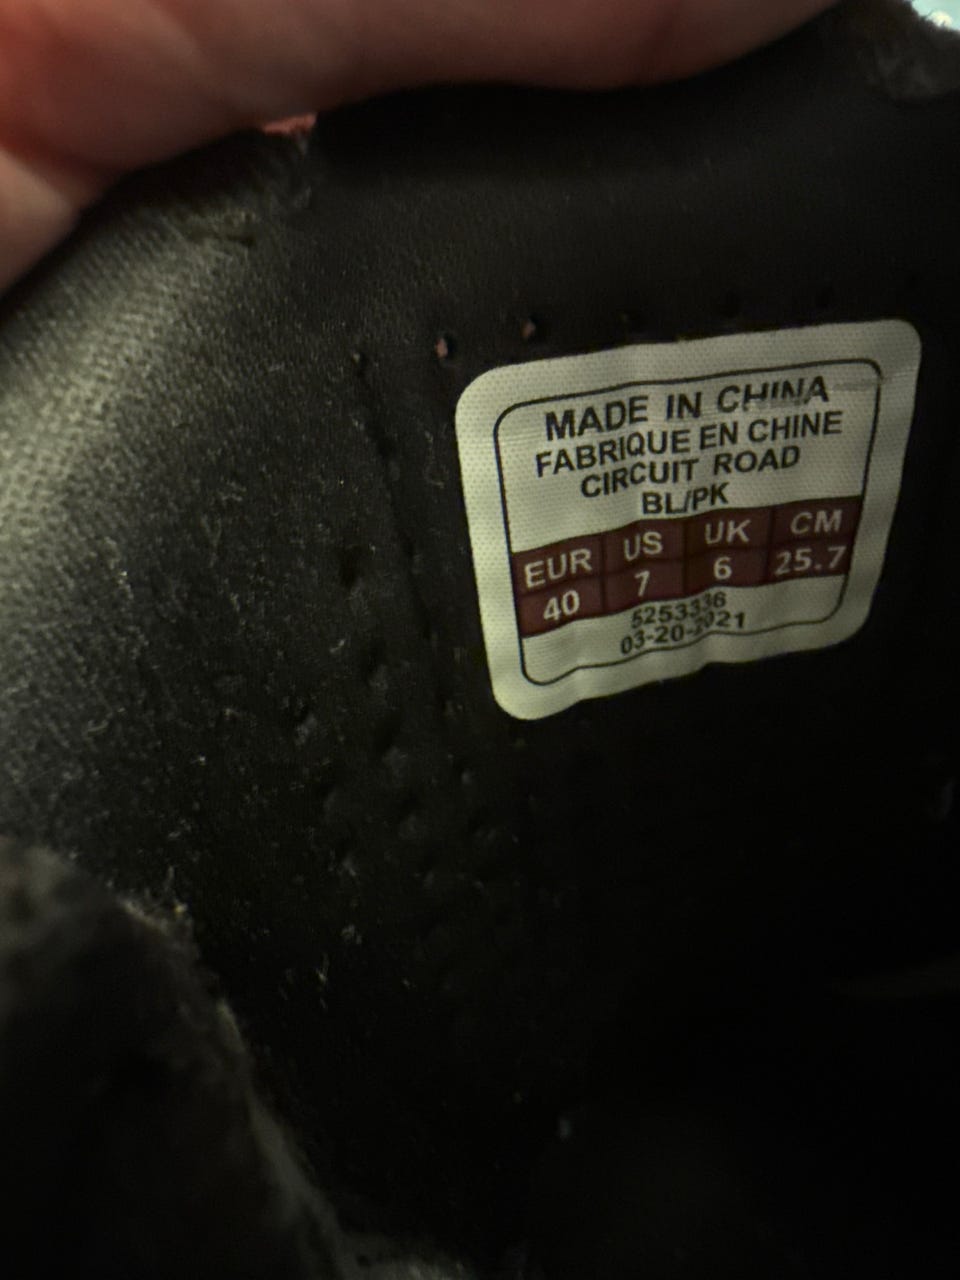 MADE IN CHINA
FABRIQUE EN CHINE
CIRCUIT ROAD
BL/PK
EUR US UK CM
40 7 6 25.7
5253336
03-20-2021